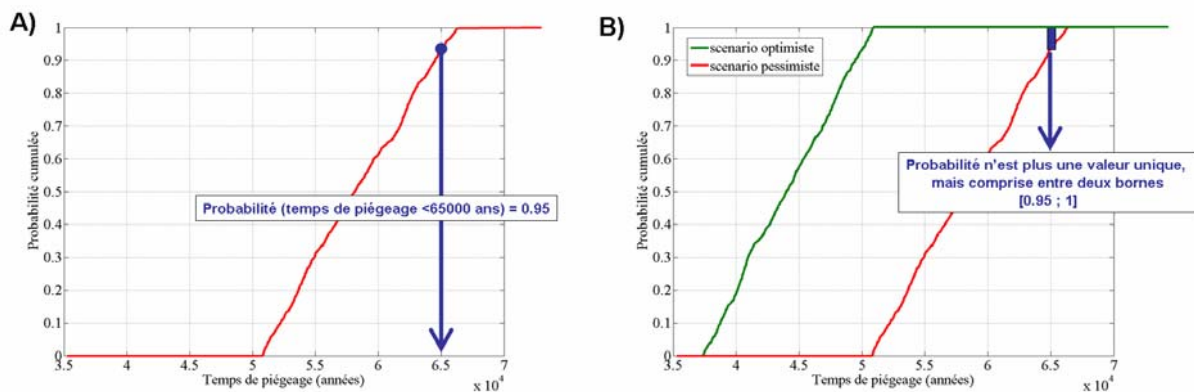 A)
Probabilité cumulée
1
0.9
0.8
0.7
0.6
0.5
0.4
0.3
0.2
0.1
0
Probabilité (temps de piégeage <65000 ans) = 0.95
3.5 4 4.5 5 5.5 6 6.5 7
Temps de piégeage (années)
x 10^4
B)
Probabilité cumulée
1
0.9
0.8
0.7
0.6
0.5
0.4
0.3
0.2
0.1
0
scenario optimiste
scenario pessimiste
Probabilité n'est plus une valeur unique,
mais comprise entre deux bornes
[0.95 ; 1]
3.5 4 4.5 5 5.5 6 6.5 7
Temps de piégeage (années)
x 10^4